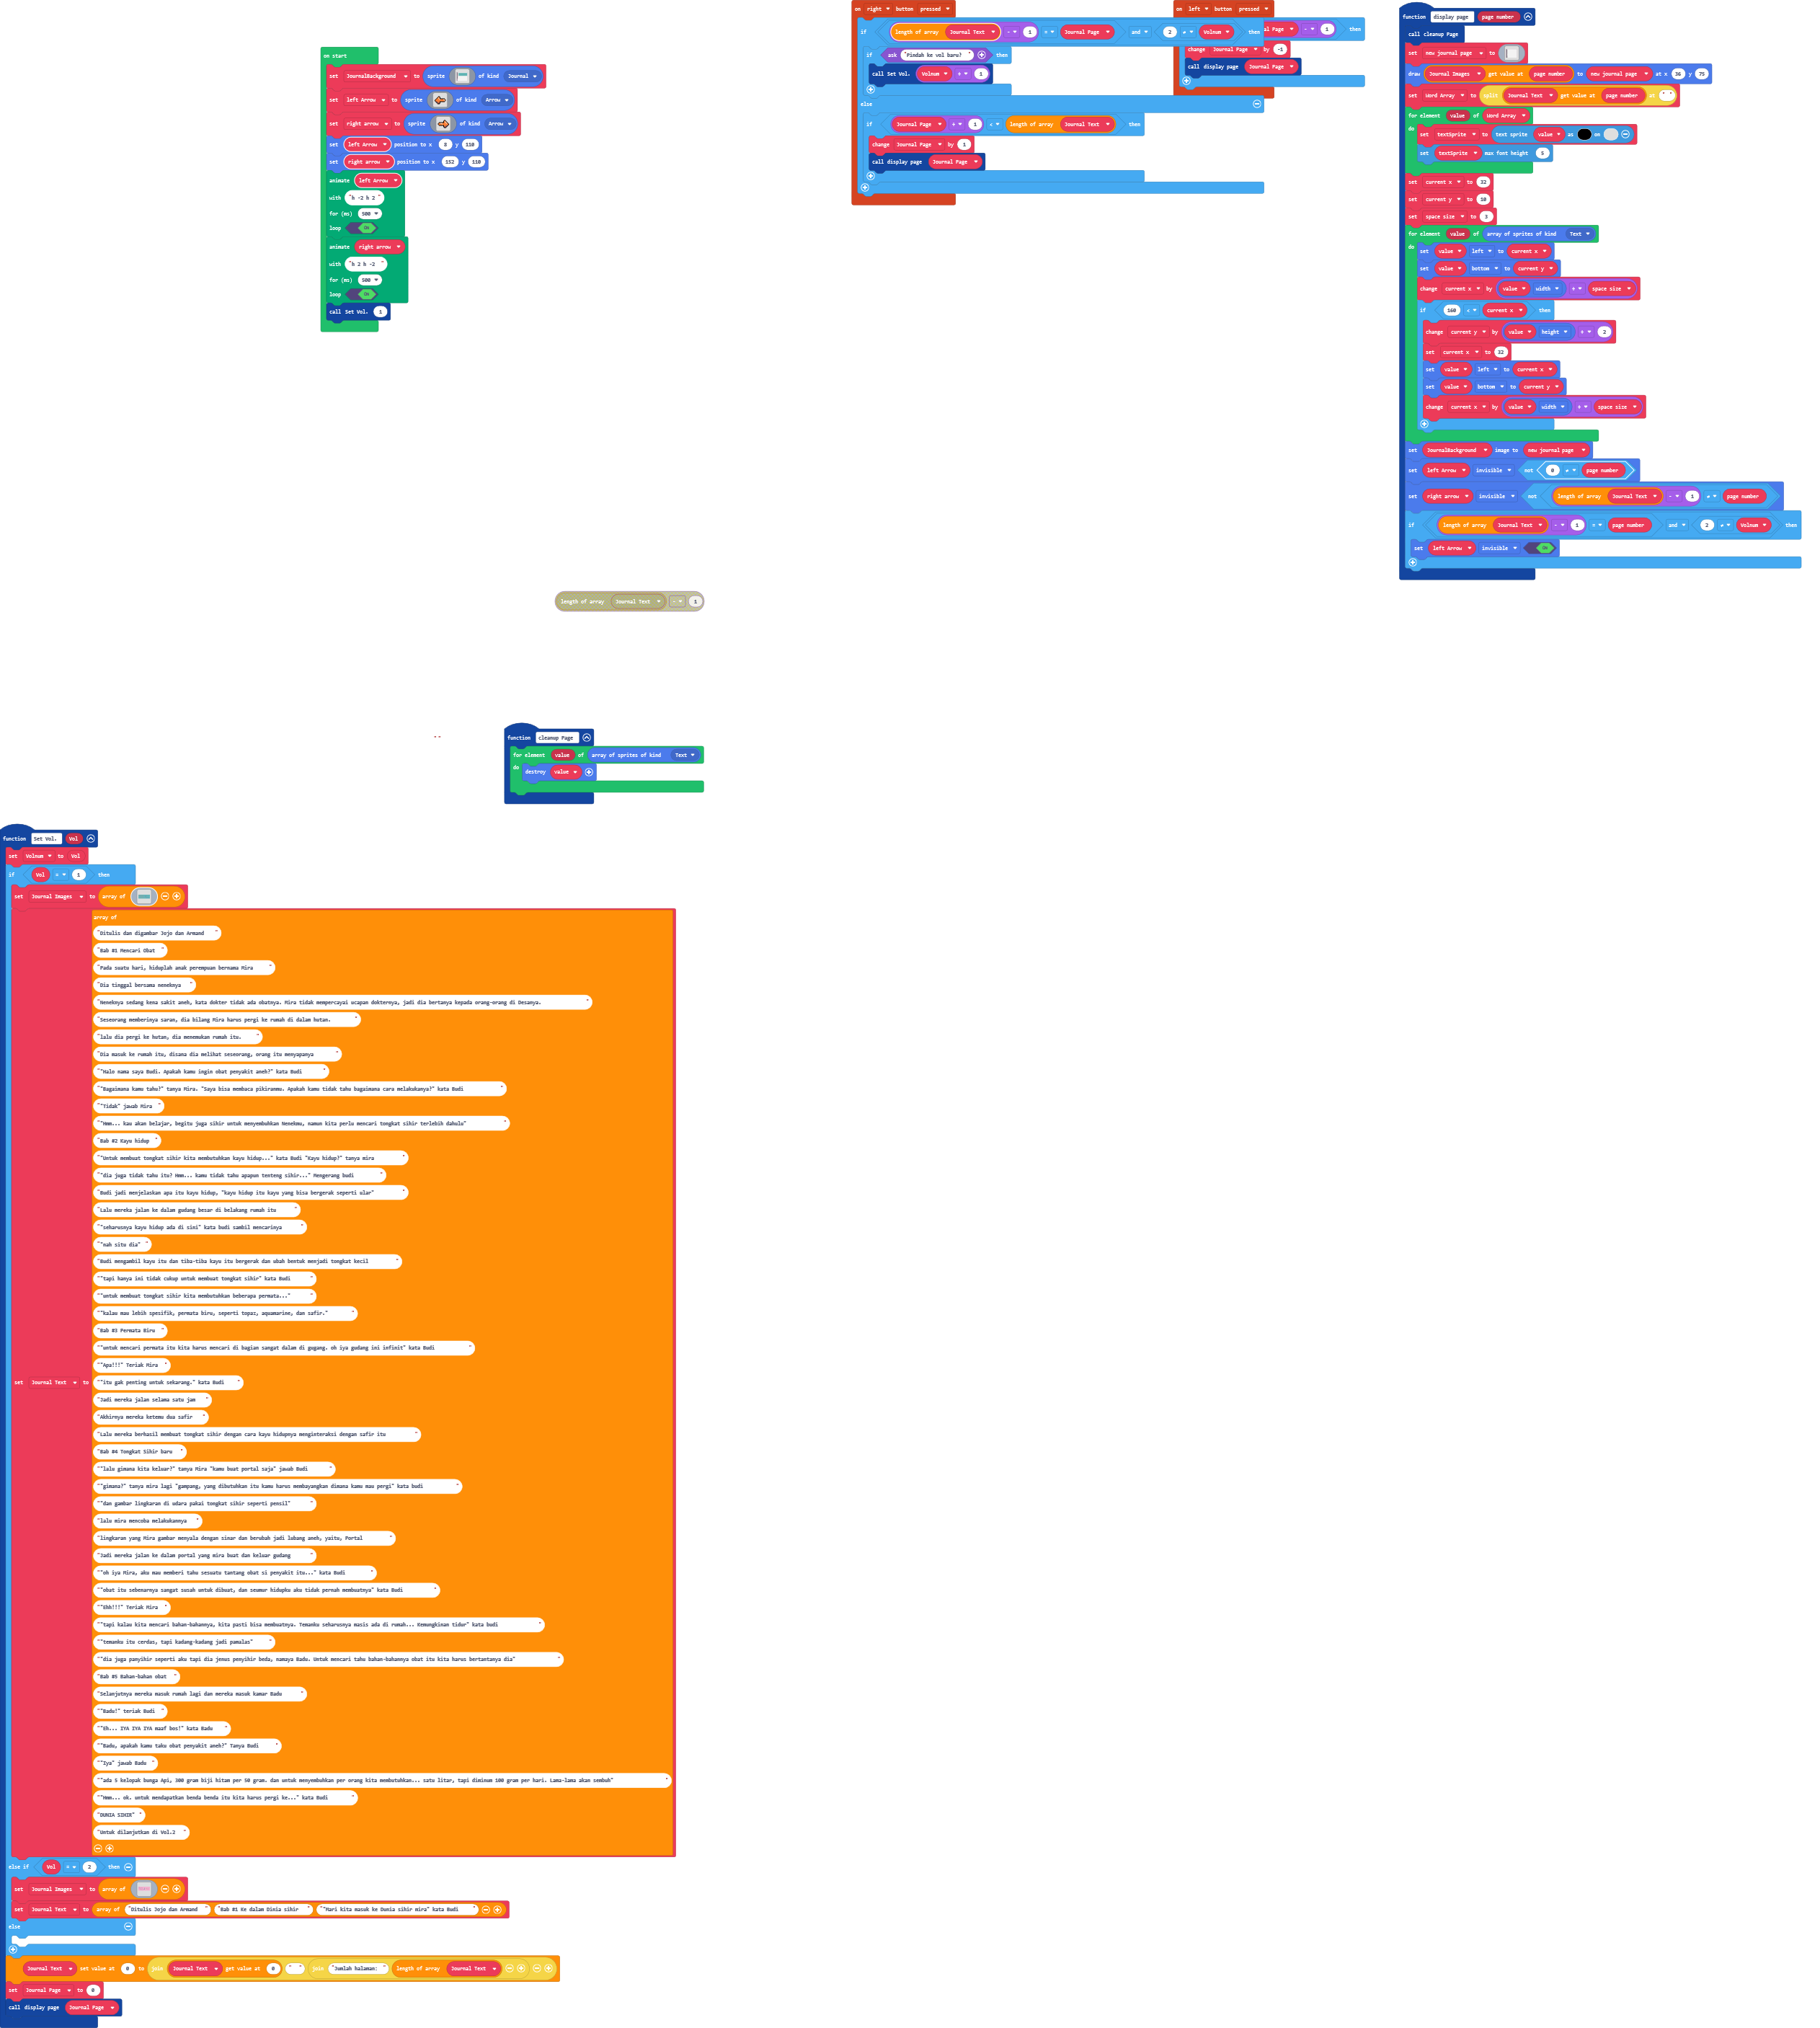 on start
set JournalBackground to sprite of kind Journal
set left Arrow to sprite of kind Arrow
set right arrow to sprite of kind Arrow
set left Arrow position to x 8 y 110
set right arrow position to x 152 y 110
animate left Arrow
with "h -2 h 2"
for (ms) 500
loop ON
animate right arrow
with "h 2 h -2"
for (ms) 500
loop ON
call Set Vol. 1
on right button pressed
if length of array Journal Text - 1 = Journal Page and 2 ≠ Volnum then
if ask "Pindah ke vol baru?" then
call Set Vol. Volnum + 1
else
if Journal Page + 1 < length of array Journal Text then
change Journal Page by 1
call display page Journal Page
on left button pressed
al Page - 1 then
change Journal Page by -1
call display page Journal Page
function display page page number
call cleanup Page
set new journal page to
draw Journal Images get value at page number to new journal page at x 36 y 75
set Word Array to split Journal Text get value at page number at " "
for element value of Word Array
do
set textSprite to text sprite value as on
set textSprite max font height 5
set current x to 32
set current y to 10
set space size to 3
for element value of array of sprites of kind Text
do
set value left to current x
set value bottom to current y
change current x by value width + space size
if 160 < current x then
change current y by value height + 2
set current x to 32
set value left to current x
set value bottom to current y
change current x by value width + space size
set JournalBackground image to new journal page
set left Arrow invisible not 0 ≠ page number
set right arrow invisible not length of array Journal Text - 1 ≠ page number
if length of array Journal Text - 1 = page number and 2 ≠ Volnum then
set left Arrow invisible ON
length of array Journal Text - 1
function cleanup Page
for element value of array of sprites of kind Text
do
destroy value
function Set Vol. Vol
set Volnum to Vol
if Vol = 1 then
set Journal Images to array of
set Journal Text to
array of
"Ditulis dan digambar Jojo dan Armand"
"Bab #1 Mencari Obat"
"Pada suatu hari, hiduplah anak perempuan bernama Mira"
"Dia tinggal bersama neneknya"
"Neneknya sedang kena sakit aneh, kata dokter tidak ada obatnya. Mira tidak mempercayai ucapan dokternya, jadi dia bertanya kepada orang-orang di Desanya."
"Seseorang memberinya saran, dia bilang Mira harus pergi ke rumah di dalam hutan."
"lalu dia pergi ke hutan, dia menemukan rumah itu."
"Dia masuk ke rumah itu, disana dia melihat seseorang, orang itu menyapanya"
""Halo nama saya Budi. Apakah kamu ingin obat penyakit aneh?" kata Budi"
""Bagaimana kamu tahu?" tanya Mira. "Saya bisa membaca pikiranmu. Apakah kamu tidak tahu bagaimana cara melakukanya?" kata Budi"
""Tidak" jawab Mira"
""Hmm... kau akan belajar, begitu juga sihir untuk menyembuhkan Nenekmu, namun kita perlu mencari tongkat sihir terlebih dahulu""
"Bab #2 Kayu hidup"
""Untuk membuat tongkat sihir kita membutuhkan kayu hidup..." kata Budi "Kayu hidup?" tanya mira"
""dia juga tidak tahu itu? Hmm... kamu tidak tahu apapun tenteng sihir..." Mengerang budi"
"Budi jadi menjelaskan apa itu kayu hidup, "kayu hidup itu kayu yang bisa bergerak seperti ular""
"Lalu mereka jalan ke dalam gudang besar di belakang rumah itu"
""seharusnya kayu hidup ada di sini" kata budi sambil mencarinya"
""nah situ dia""
"Budi mengambil kayu itu dan tiba-tiba kayu itu bergerak dan ubah bentuk menjadi tongkat kecil"
""tapi hanya ini tidak cukup untuk membuat tongkat sihir" kata Budi"
""untuk membuat tongkat sihir kita membutuhkan beberapa permata...""
""kalau mau lebih spesifik, permata biru, seperti topaz, aquamarine, dan safir.""
"Bab #3 Permata Biru"
""untuk mencari permata itu kita harus mencari di bagian sangat dalam di gugang. oh iya gudang ini infinit" kata Budi"
""Apa!!!" Teriak Mira"
""itu gak penting untuk sekarang." kata Budi"
"Jadi mereka jalan selama satu jam"
"Akhirnya mereka ketemu dua safir"
"Lalu mereka berhasil membuat tongkat sihir dengan cara kayu hidupnya menginteraksi dengan safir itu"
"Bab #4 Tongkat Sihir baru"
""lalu gimana kita keluar?" tanya Mira "kamu buat portal saja" jawab Budi"
""gimana?" tanya mira lagi "gampang, yang dibutuhkan itu kamu harus membayangkan dimana kamu mau pergi" kata budi"
""dan gambar lingkaran di udara pakai tongkat sihir seperti pensil""
"lalu mira mencoba melakukannya"
"lingkaran yang Mira gambar menyala dengan sinar dan berubah jadi lubang aneh, yaitu, Portal"
"Jadi mereka jalan ke dalam portal yang mira buat dan keluar gudang"
""oh iya Mira, aku mau memberi tahu sesuatu tantang obat si penyakit itu..." kata Budi"
""obat itu sebenarnya sangat susah untuk dibuat, dan seumur hidupku aku tidak pernah membuatnya" kata Budi"
""Ehh!!!" Teriak Mira"
""tapi kalau kita mencari bahan-bahannya, kita pasti bisa membuatnya. Temanku seharusnya masis ada di rumah... Kemungkinan tidur" kata budi"
""temanku itu cerdas, tapi kadang-kadang jadi pamalas""
""dia juga panyihir seperti aku tapi dia jenus penyihir beda, namaya Badu. Untuk mencari tahu bahan-bahannya obat itu kita harus bertantanya dia""
"Bab #5 Bahan-bahan obat"
"Selanjutnya mereka masuk rumah lagi dan mereka masuk kamar Badu"
""Badu!" teriak Budi"
""Eh... IYA IYA IYA maaf bos!" kata Badu"
""Badu, apakah kamu taku obat penyakit aneh?" Tanya Budi"
""Iya" jawab Badu"
""ada 5 kelopak bunga Api, 300 gram biji hitam per 50 gram. dan untuk menyembuhkan per orang kita membutuhkan... satu liter, tapi diminum 100 gram per hari. Lama-lama akan sembuh""
""Hmm... ok. untuk mendapatkan benda benda itu kita harus pergi ke..." kata Budi"
"DUNIA SIHIR"
"Untuk dilanjutkan di Vol.2"
else if Vol = 2 then
set Journal Images to array of
set Journal Text to array of "Ditulis Jojo dan Armand" "Bab #1 Ke dalam Dinia sihir" ""Mari kita masuk ke Dunia sihir mira" kata Budi"
else
Journal Text set value at 0 to join Journal Text get value at 0 " " join "Jumlah halaman: " length of array Journal Text
set Journal Page to 0
call display page Journal Page